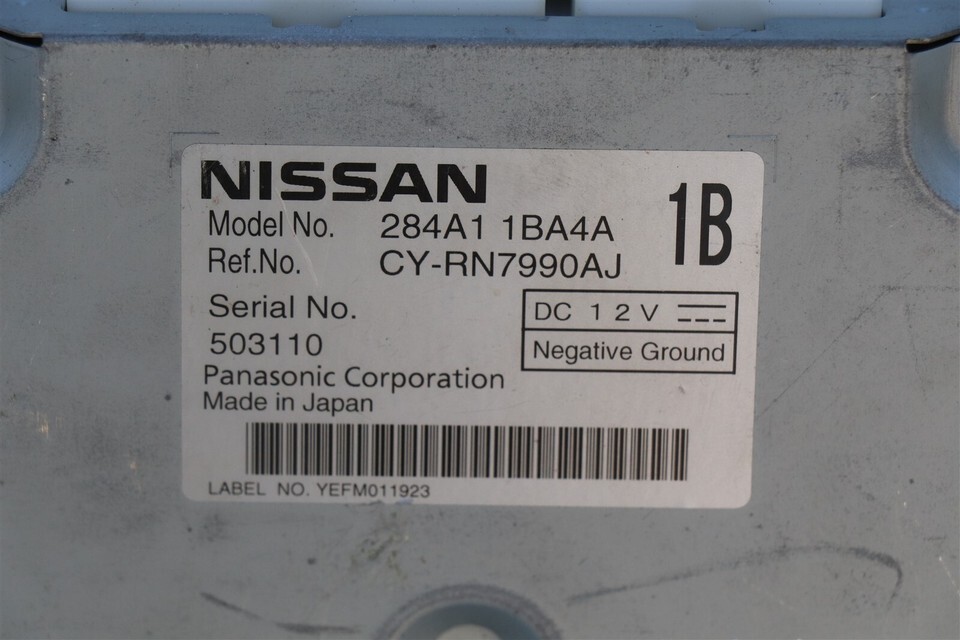 NISSAN
1B
Model No. 284A1 1BA4A
Ref.No. CY-RN7990AJ
Serial No.
503110
DC 12V
Negative Ground
Panasonic Corporation
Made in Japan
LABEL NO. YEFM011923